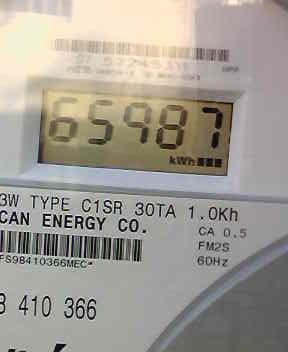 65987
kWh
3W TYPE C1SR 30TA 1.0Kh
CAN ENERGY CO.
CA 0.5
FM2S
60Hz
FS98410366MEC*
8 410 366